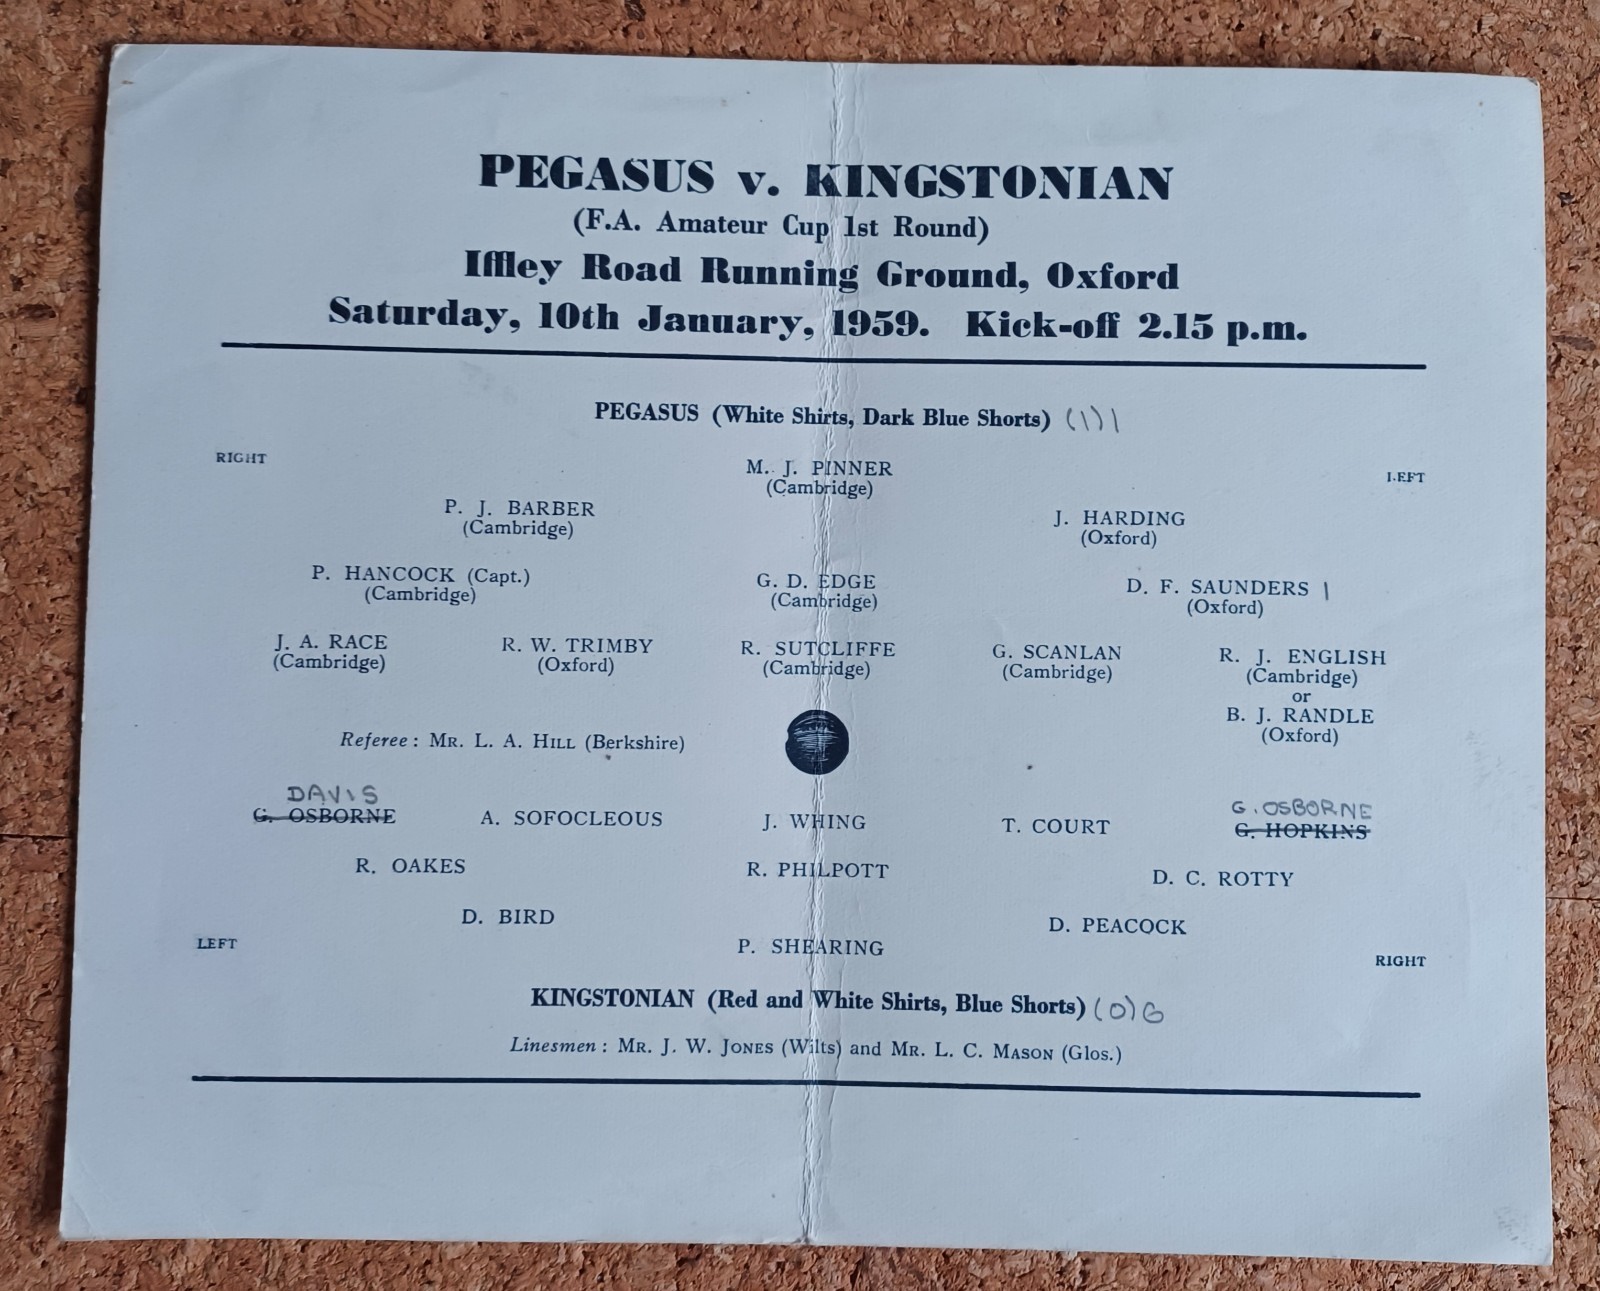 PEGASUS v. KINGSTONIAN
(F.A. Amateur Cup 1st Round)
Iffley Road Running Ground, Oxford
Saturday, 10th January, 1959. Kick-off 2.15 p.m.
PEGASUS (White Shirts, Dark Blue Shorts) (1) 1
RIGHT
LEFT
M. J. PINNER
(Cambridge)
P. J. BARBER
(Cambridge)
J. HARDING
(Oxford)
P. HANCOCK (Capt.)
(Cambridge)
G. D. EDGE
(Cambridge)
D. F. SAUNDERS 1
(Oxford)
J. A. RACE
(Cambridge)
R. W. TRIMBY
(Oxford)
R. SUTCLIFFE
(Cambridge)
G. SCANLAN
(Cambridge)
R. J. ENGLISH
(Cambridge)
or
B. J. RANDLE
(Oxford)
Referee: MR. L. A. HILL (Berkshire)
DAVIS
G. OSBORNE
A. SOFOCLEOUS
J. WHING
T. COURT
G. OSBORNE
G. HOPKINS
R. OAKES
R. PHILPOTT
D. C. ROTTY
D. BIRD
D. PEACOCK
LEFT
P. SHEARING
RIGHT
KINGSTONIAN (Red and White Shirts, Blue Shorts) (0) 6
Linesmen: MR. J. W. JONES (Wilts) and MR. L. C. MASON (Glos.)